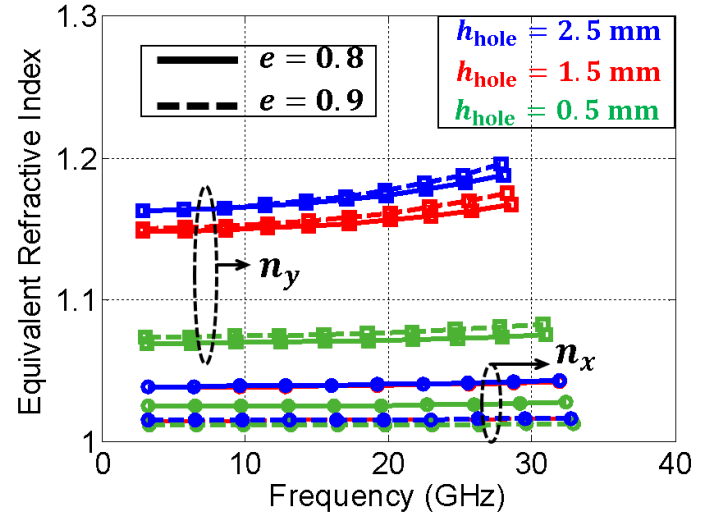 1.3
1.2
1.1
1
Equivalent Refractive Index
e = 0.8
e = 0.9
h_hole = 2.5 mm
h_hole = 1.5 mm
h_hole = 0.5 mm
n_y
n_x
0 10 20 30 40
Frequency (GHz)